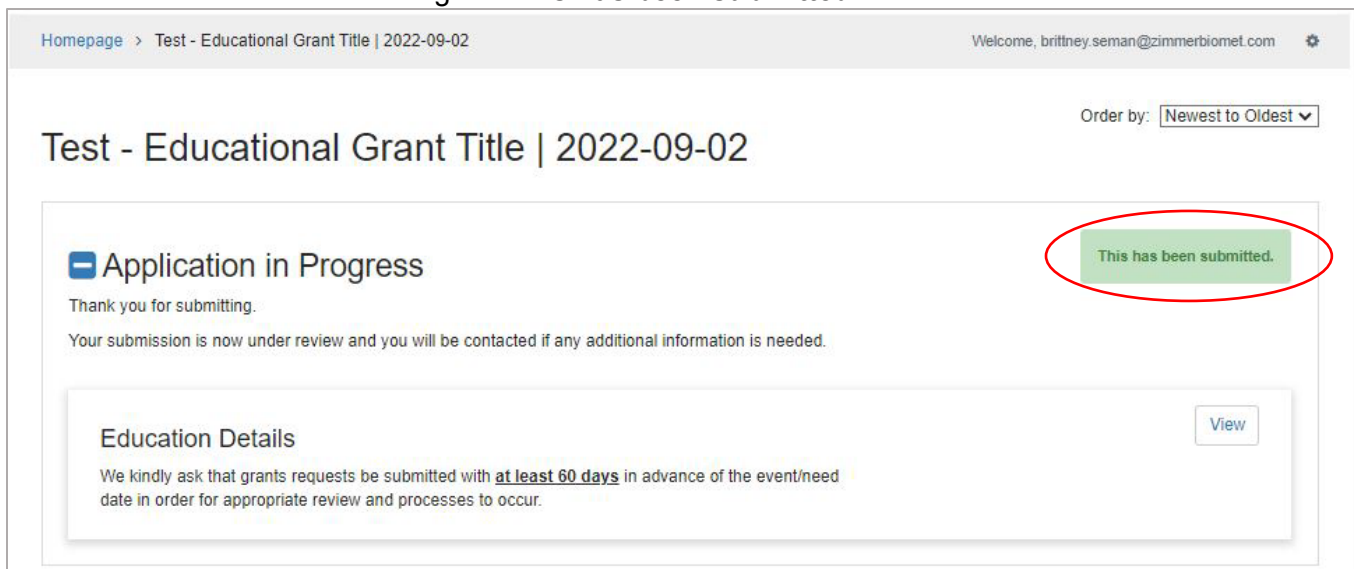 Homepage > Test - Educational Grant Title | 2022-09-02
Welcome, brittney.seman@zimmerbiomet.com
Order by: Newest to Oldest
Test - Educational Grant Title | 2022-09-02
Application in Progress
This has been submitted.
Thank you for submitting.
Your submission is now under review and you will be contacted if any additional information is needed.
Education Details
View
We kindly ask that grants requests be submitted with at least 60 days in advance of the event/need
date in order for appropriate review and processes to occur.